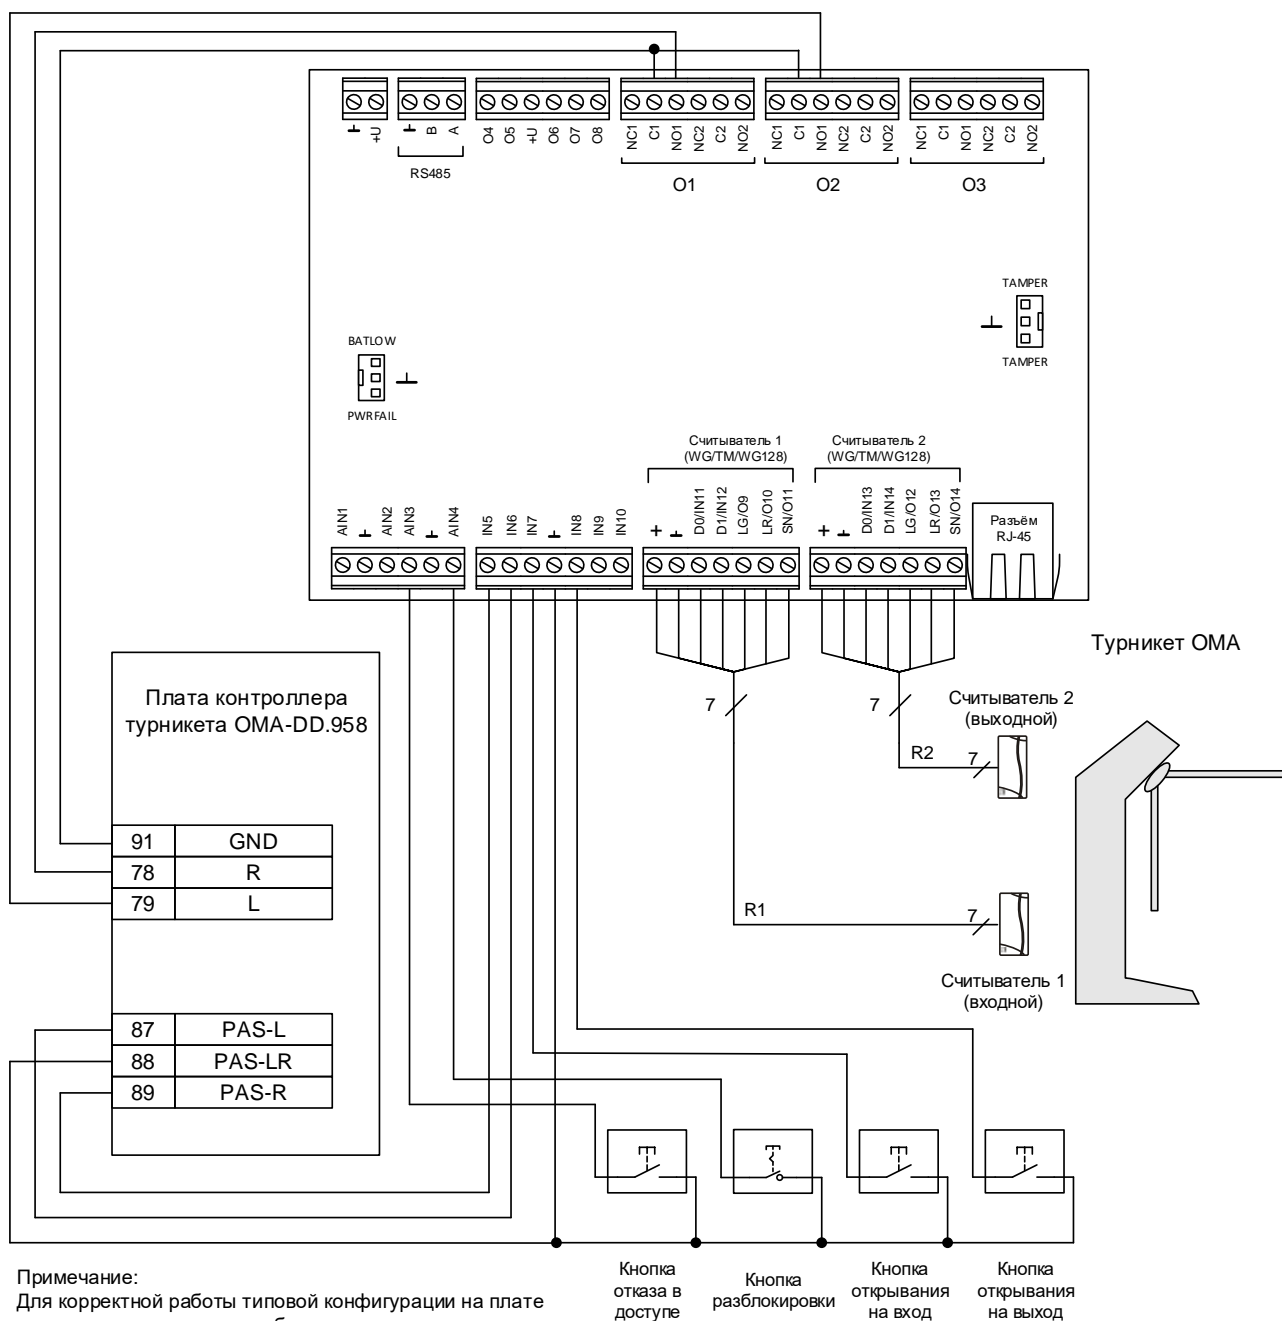 ⊥ +U
⊥ B A
RS485
O4 O5 +U O6 O7 O8
NC1 C1 NO1 NC2 C2 NO2
O1
NC1 C1 NO1 NC2 C2 NO2
O2
NC1 C1 NO1 NC2 C2 NO2
O3
TAMPER
⊥
TAMPER
BATLOW
⊥
PWRFAIL
Считыватель 1
(WG/TM/WG128)
Считыватель 2
(WG/TM/WG128)
AIN1 ⊥ AIN2 AIN3 ⊥ AIN4
IN5 IN6 IN7 ⊥ IN8 IN9 IN10
+ ⊥ D0/IN11 D1/IN12 LG/O9 LR/O10 SN/O11
+ ⊥ D0/IN13 D1/IN14 LG/O12 LR/O13 SN/O14
Разъём
RJ-45
Турникет ОМА
Плата контроллера
турникета ОМА-DD.958
7
7
Считыватель 2
(выходной)
R2
7
91 GND
78 R
79 L
R1
7
Считыватель 1
(входной)
87 PAS-L
88 PAS-LR
89 PAS-R
Кнопка
отказа в
доступе
Кнопка
разблокировки
Кнопка
открывания
на вход
Кнопка
открывания
на выход
Примечание:
Для корректной работы типовой конфигурации на плате